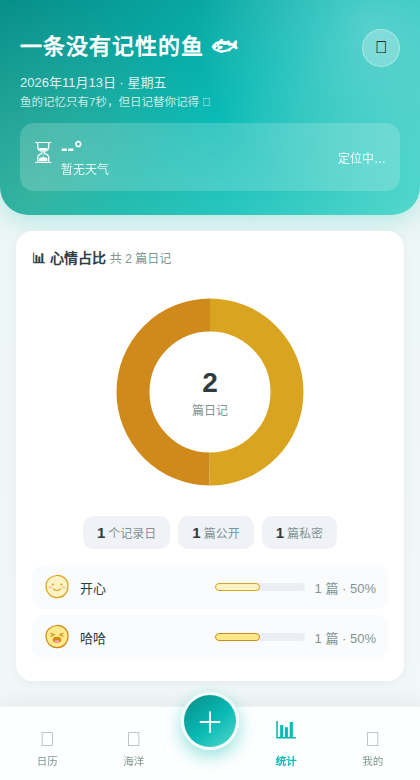 一条没有记性的鱼
2026年11月13日 · 星期五
鱼的记忆只有7秒，但日记替你记得
--°
暂无天气
定位中…
心情占比 共 2 篇日记
2
篇日记
1 个记录日
1 篇公开
1 篇私密
开心 1 篇 · 50%
哈哈 1 篇 · 50%
日历
海洋
统计
我的